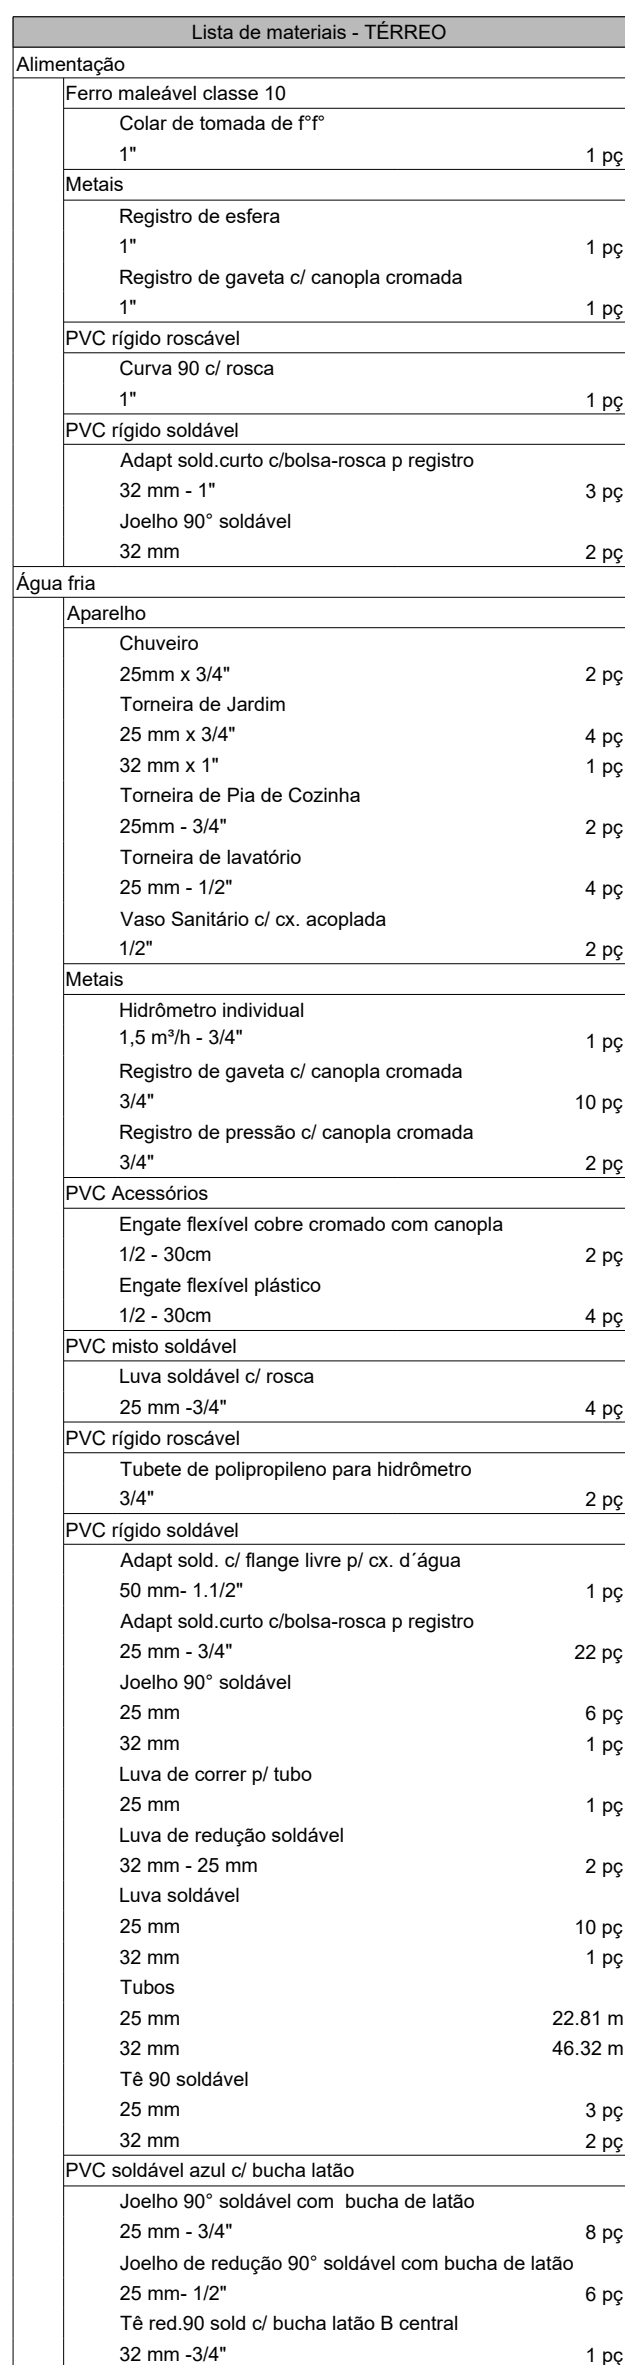 Lista de materiais - TÉRREO
Alimentação
Ferro maleável classe 10
Colar de tomada de f°f°
1" 1 pç
Metais
Registro de esfera
1" 1 pç
Registro de gaveta c/ canopla cromada
1" 1 pç
PVC rígido roscável
Curva 90 c/ rosca
1" 1 pç
PVC rígido soldável
Adapt sold.curto c/bolsa-rosca p registro
32 mm - 1" 3 pç
Joelho 90° soldável
32 mm 2 pç
Água fria
Aparelho
Chuveiro
25mm x 3/4" 2 pç
Torneira de Jardim
25 mm x 3/4" 4 pç
32 mm x 1" 1 pç
Torneira de Pia de Cozinha
25mm - 3/4" 2 pç
Torneira de lavatório
25 mm - 1/2" 4 pç
Vaso Sanitário c/ cx. acoplada
1/2" 2 pç
Metais
Hidrômetro individual
1,5 m³/h - 3/4" 1 pç
Registro de gaveta c/ canopla cromada
3/4" 10 pç
Registro de pressão c/ canopla cromada
3/4" 2 pç
PVC Acessórios
Engate flexível cobre cromado com canopla
1/2 - 30cm 2 pç
Engate flexível plástico
1/2 - 30cm 4 pç
PVC misto soldável
Luva soldável c/ rosca
25 mm -3/4" 4 pç
PVC rígido roscável
Tubete de polipropileno para hidrômetro
3/4" 2 pç
PVC rígido soldável
Adapt sold. c/ flange livre p/ cx. d´água
50 mm- 1.1/2" 1 pç
Adapt sold.curto c/bolsa-rosca p registro
25 mm - 3/4" 22 pç
Joelho 90° soldável
25 mm 6 pç
32 mm 1 pç
Luva de correr p/ tubo
25 mm 1 pç
Luva de redução soldável
32 mm - 25 mm 2 pç
Luva soldável
25 mm 10 pç
32 mm 1 pç
Tubos
25 mm 22.81 m
32 mm 46.32 m
Tê 90 soldável
25 mm 3 pç
32 mm 2 pç
PVC soldável azul c/ bucha latão
Joelho 90° soldável com  bucha de latão
25 mm - 3/4" 8 pç
Joelho de redução 90° soldável com bucha de latão
25 mm- 1/2" 6 pç
Tê red.90 sold c/ bucha latão B central
32 mm -3/4" 1 pç